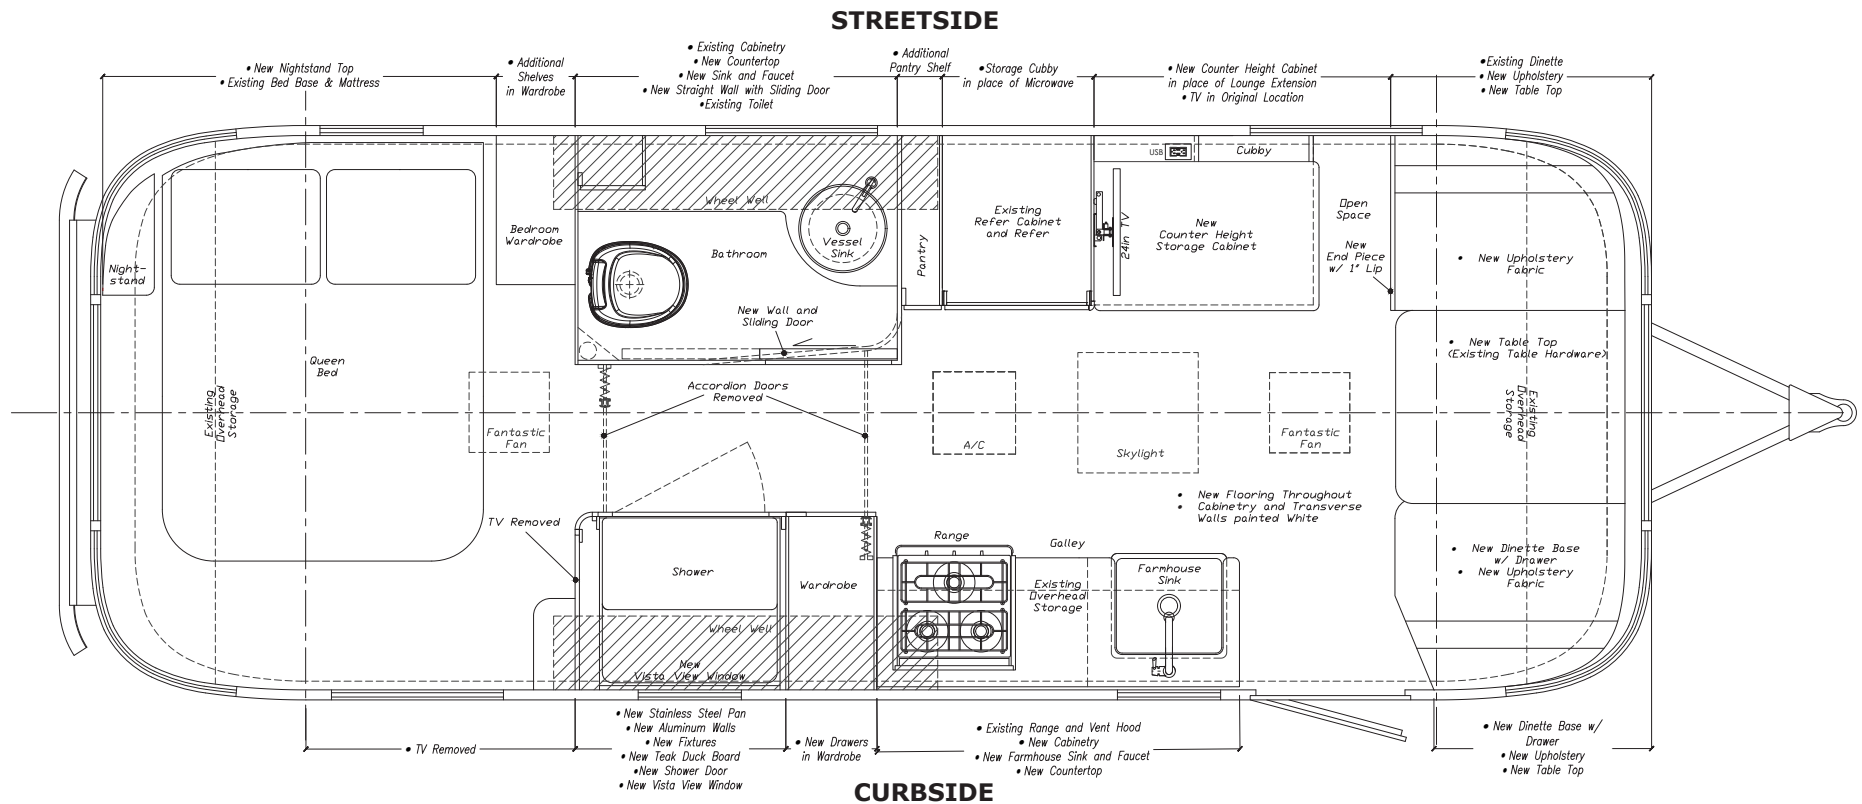 STREETSIDE
• New Nightstand Top
• Existing Bed Base & Mattress
• Additional
Shelves
in Wardrobe
• Existing Cabinetry
• New Countertop
• New Sink and Faucet
• New Straight Wall with Sliding Door
•Existing Toilet
• Additional
Pantry Shelf
•Storage Cubby
in place of Microwave
• New Counter Height Cabinet
in place of Lounge Extension
• TV in Original Location
•Existing Dinette
• New Upholstery
• New Table Top
Night-
stand
Queen
Bed
Existing
Overhead
Storage
Bedroom
Wardrobe
Wheel Well
Bathroom
Vessel
Sink
New Wall and
Sliding Door
Pantry
Existing
Refer Cabinet
and Refer
USB
Cubby
24in TV
New
Counter Height
Storage Cabinet
Open
Space
New
End Piece
w/ 1" Lip
• New Upholstery
Fabric
• New Table Top
(Existing Table Hardware)
Existing
Overhead
Storage
Fantastic
Fan
Accordion Doors
Removed
A/C
Skylight
Fantastic
Fan
• New Flooring Throughout
• Cabinetry and Transverse
Walls painted White
TV Removed
Shower
Wheel Well
New
Vista View Window
Wardrobe
Range
Galley
Existing
Overhead
Storage
Farmhouse
Sink
• New Dinette Base
w/ Drawer
• New Upholstery
Fabric
• TV Removed
• New Stainless Steel Pan
• New Aluminum Walls
• New Fixtures
• New Teak Duck Board
•New Shower Door
• New Vista View Window
• New Drawers
in Wardrobe
• Existing Range and Vent Hood
• New Cabinetry
• New Farmhouse Sink and Faucet
• New Countertop
• New Dinette Base w/
Drawer
• New Upholstery
• New Table Top
CURBSIDE